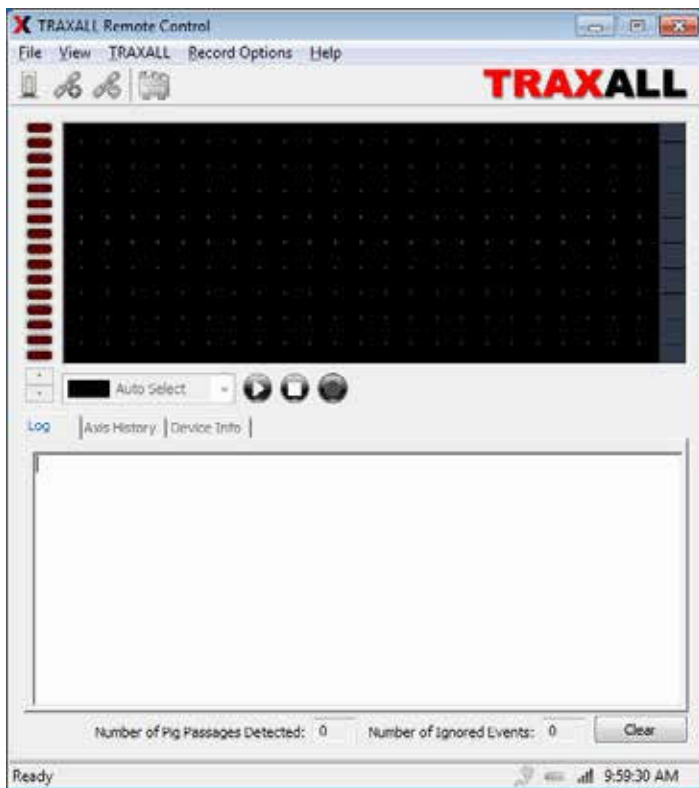 TRAXALL Remote Control
File View TRAXALL Record Options Help
TRAXALL
Auto Select
Log Axis History Device Info
Number of Pig Passages Detected: 0 Number of Ignored Events: 0 Clear
Ready 9:59:30 AM